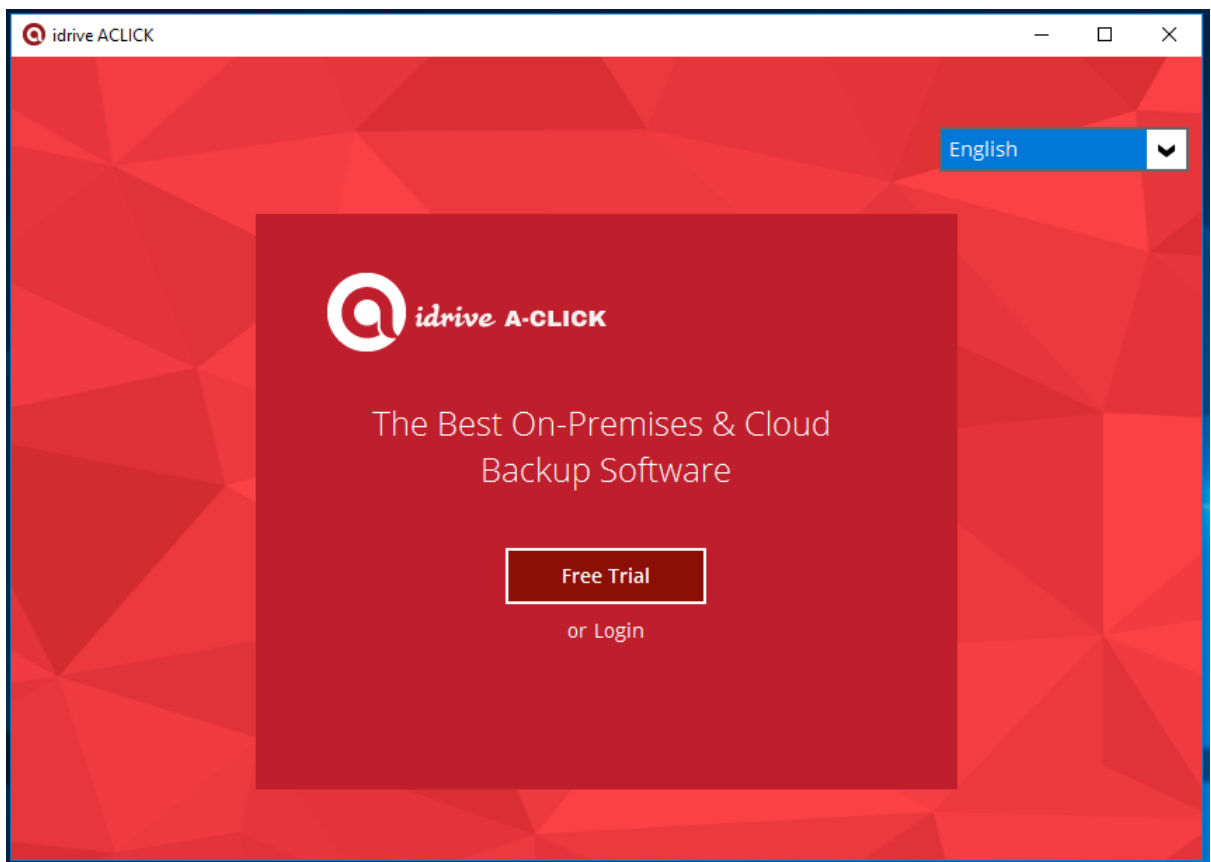 idrive ACLICK
English
idrive A-CLICK
The Best On-Premises & Cloud
Backup Software
Free Trial
or Login